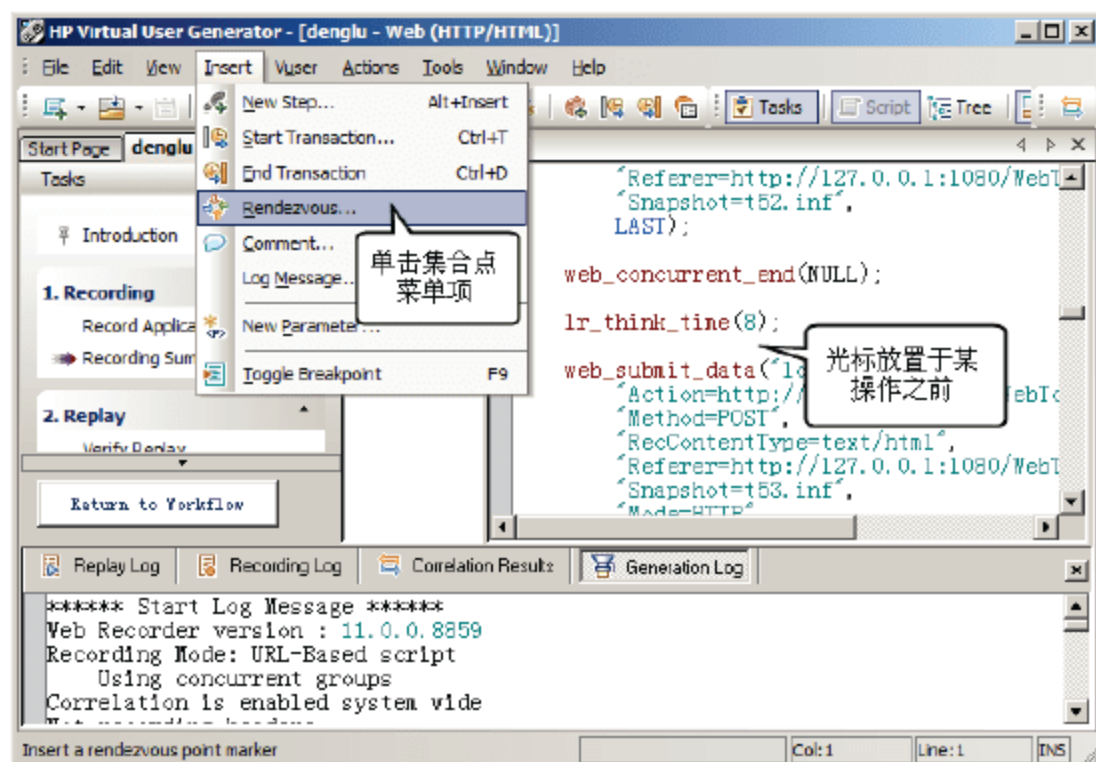 HP Virtual User Generator - [denglu - Web (HTTP/HTML)]
File Edit View Insert Vuser Actions Tools Window Help
Tasks Script Tree
New Step... Alt+Insert
Start Transaction... Ctrl+T
End Transaction Ctrl+D
Rendezvous...
Comment...
Log Message...
New Parameter...
Toggle Breakpoint F9
单击集合点
菜单项
Start Page denglu
Tasks
Introduction
1. Recording
Record Applica
Recording Sum
2. Replay
Verify Replay
Return to Workflow
"Referer=http://127.0.0.1:1080/WebT
"Snapshot=t52.inf",
LAST);
web_concurrent_end(NULL);
lr_think_time(8);
web_submit_data("lo
"Action=http:/
"Method=POST",
"RecContentType=text/html",
"Referer=http://127.0.0.1:1080/WebT
"Snapshot=t53.inf",
"Mode=HTTP"
光标放置于某
操作之前
Replay Log Recording Log Correlation Results Generation Log
****** Start Log Message ******
Web Recorder version : 11.0.0.8859
Recording Mode: URL-Based script
Using concurrent groups
Correlation is enabled system wide
Insert a rendezvous point marker Col:1 Line:1 INS